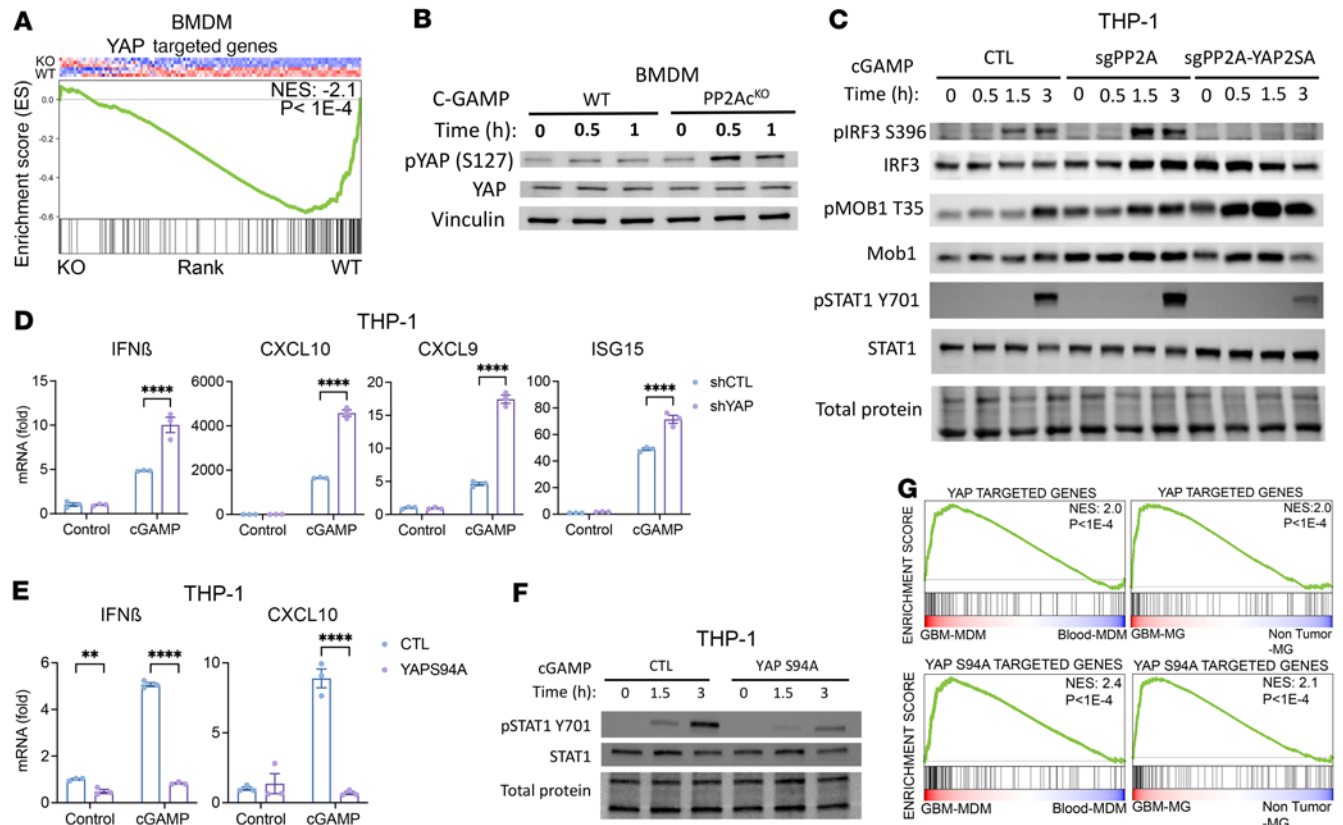 A
BMDM
YAP targeted genes
KO
WT
NES: -2.1
P< 1E-4
Enrichment score (ES)
0.0
-0.2
-0.4
-0.6
KO Rank WT
B
BMDM
C-GAMP WT PP2Ac^KO
Time (h): 0 0.5 1 0 0.5 1
pYAP (S127)
YAP
Vinculin
C
THP-1
cGAMP CTL sgPP2A sgPP2A-YAP2SA
Time (h) 0 0.5 1.5 3 0 0.5 1.5 3 0 0.5 1.5 3
pIRF3 S396
IRF3
pMOB1 T35
Mob1
pSTAT1 Y701
STAT1
Total protein
D
THP-1
IFNß CXCL10 CXCL9 ISG15
mRNA (fold)
15
10
5
0
****
Control cGAMP
6000
4000
2000
0
****
Control cGAMP
20
15
10
5
0
****
Control cGAMP
100
80
60
40
20
0
****
Control cGAMP
shCTL
shYAP
E
THP-1
IFNß CXCL10
mRNA (fold)
6
4
2
0
** ****
Control cGAMP
10
5
0
****
Control cGAMP
CTL
YAPS94A
F
THP-1
cGAMP CTL YAP S94A
Time (h): 0 1.5 3 0 1.5 3
pSTAT1 Y701
STAT1
Total protein
G
YAP TARGETED GENES
NES: 2.0
P<1E-4
ENRICHMENT SCORE
GBM-MDM Blood-MDM
YAP TARGETED GENES
NES:2.0
P<1E-4
GBM-MG Non Tumor
-MG
YAP S94A TARGETED GENES
NES: 2.4
P<1E-4
ENRICHMENT SCORE
GBM-MDM Blood-MDM
YAP S94A TARGETED GENES
NES: 2.1
P<1E-4
GBM-MG Non Tumor
-MG